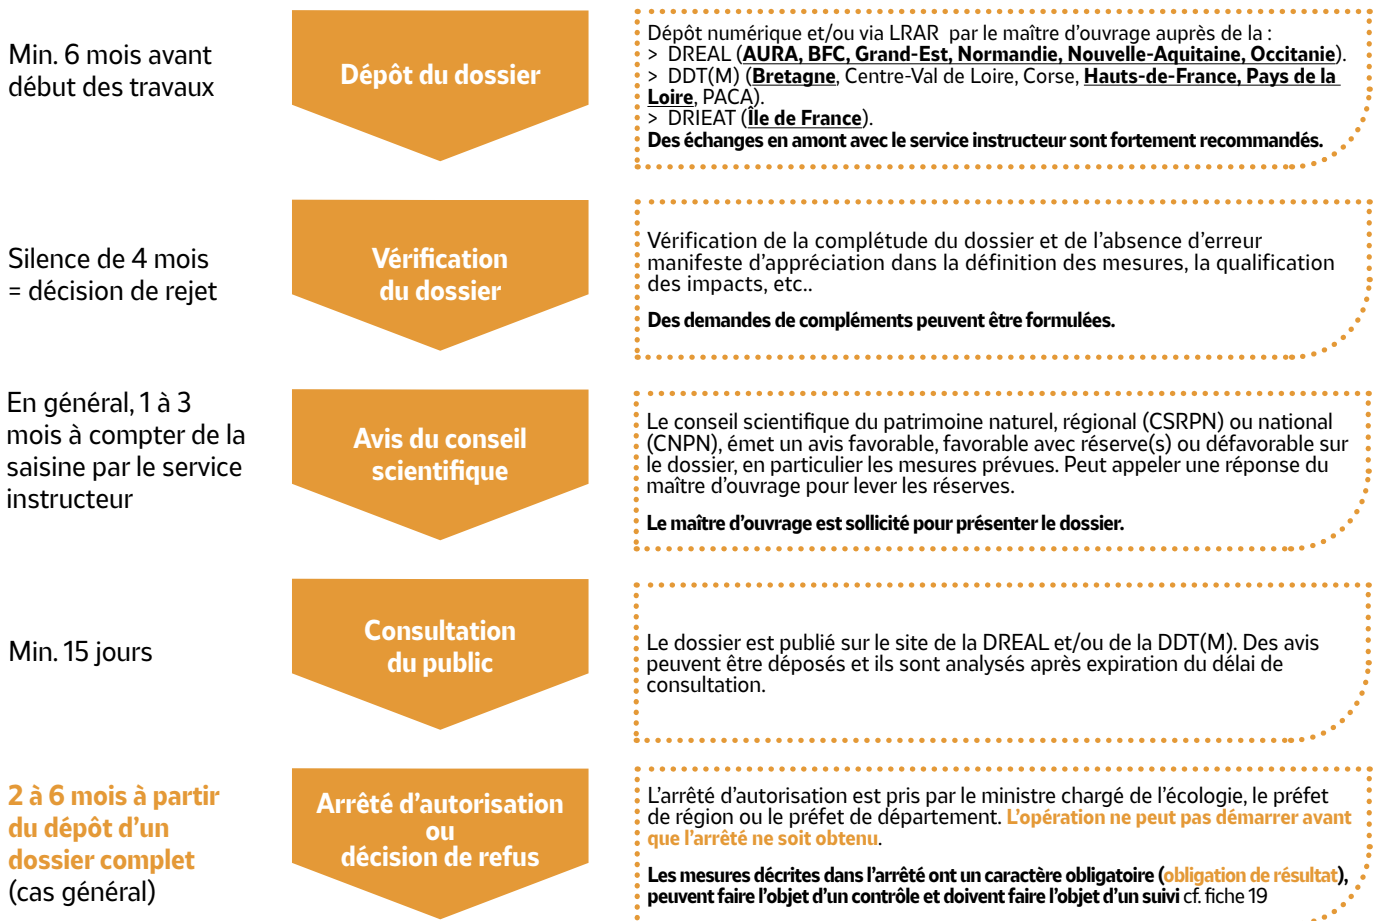 Min. 6 mois avant
début des travaux
Dépôt du dossier
Dépôt numérique et/ou via LRAR par le maître d'ouvrage auprès de la :
> DREAL (AURA, BFC, Grand-Est, Normandie, Nouvelle-Aquitaine, Occitanie).
> DDT(M) (Bretagne, Centre-Val de Loire, Corse, Hauts-de-France, Pays de la
Loire, PACA).
> DRIEAT (Île de France).
Des échanges en amont avec le service instructeur sont fortement recommandés.
Silence de 4 mois
= décision de rejet
Vérification
du dossier
Vérification de la complétude du dossier et de l'absence d'erreur
manifeste d'appréciation dans la définition des mesures, la qualification
des impacts, etc..
Des demandes de compléments peuvent être formulées.
En général, 1 à 3
mois à compter de la
saisine par le service
instructeur
Avis du conseil
scientifique
Le conseil scientifique du patrimoine naturel, régional (CSRPN) ou national
(CNPN), émet un avis favorable, favorable avec réserve(s) ou défavorable sur
le dossier, en particulier les mesures prévues. Peut appeler une réponse du
maître d'ouvrage pour lever les réserves.
Le maître d'ouvrage est sollicité pour présenter le dossier.
Min. 15 jours
Consultation
du public
Le dossier est publié sur le site de la DREAL et/ou de la DDT(M). Des avis
peuvent être déposés et ils sont analysés après expiration du délai de
consultation.
2 à 6 mois à partir
du dépôt d'un
dossier complet
(cas général)
Arrêté d'autorisation
ou
décision de refus
L'arrêté d'autorisation est pris par le ministre chargé de l'écologie, le préfet
de région ou le préfet de département. L'opération ne peut pas démarrer avant
que l'arrêté ne soit obtenu.
Les mesures décrites dans l'arrêté ont un caractère obligatoire (obligation de résultat),
peuvent faire l'objet d'un contrôle et doivent faire l'objet d'un suivi cf. fiche 19